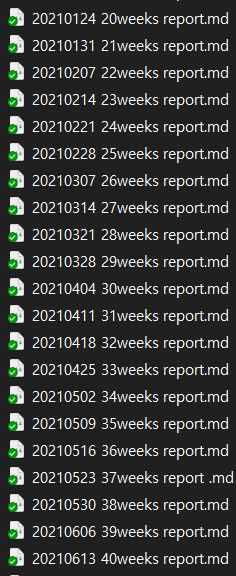 20210124 20weeks report.md
20210131 21weeks report.md
20210207 22weeks report.md
20210214 23weeks report.md
20210221 24weeks report.md
20210228 25weeks report.md
20210307 26weeks report.md
20210314 27weeks report.md
20210321 28weeks report.md
20210328 29weeks report.md
20210404 30weeks report.md
20210411 31weeks report.md
20210418 32weeks report.md
20210425 33weeks report.md
20210502 34weeks report.md
20210509 35weeks report.md
20210516 36weeks report.md
20210523 37weeks report .md
20210530 38weeks report.md
20210606 39weeks report.md
20210613 40weeks report.md